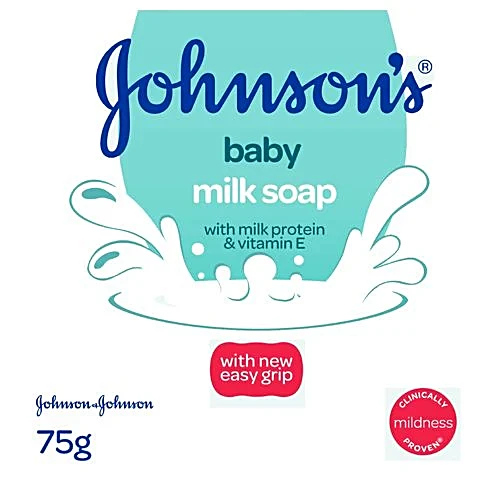 Johnson's®
baby
milk soap
with milk protein
& vitamin E
with new
easy grip
Johnson & Johnson
75g
CLINICALLY
mildness
PROVEN®